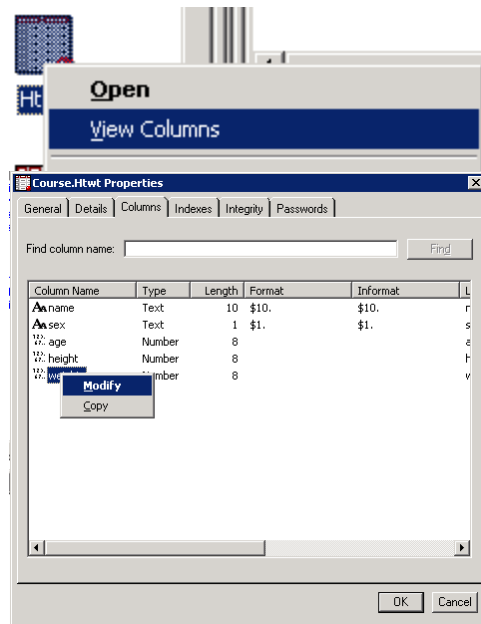 Ht
Open
View Columns
Course.Htwt Properties
General Details Columns Indexes Integrity Passwords
Find column name: Find
Column Name Type Length Format Informat L
name Text 10 $10. $10.
sex Text 1 $1. $1. s
age Number 8 a
height Number 8
Modify
8
Copy
OK Cancel